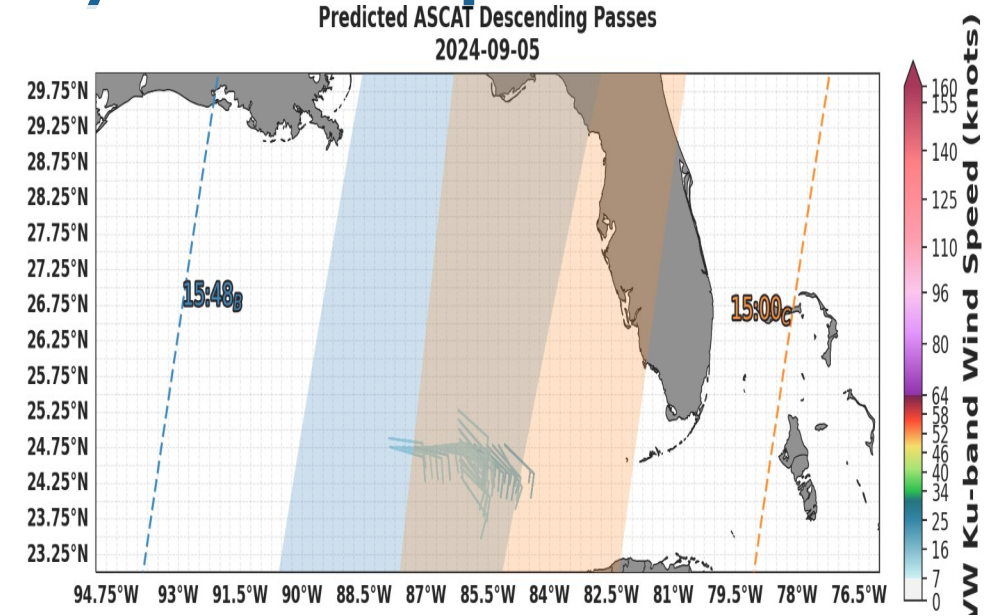 Predicted ASCAT Descending Passes
2024-09-05
29.75°N
29.25°N
28.75°N
28.25°N
27.75°N
27.25°N
26.75°N
26.25°N
25.75°N
25.25°N
24.75°N
24.25°N
23.75°N
23.25°N
15:48B
15:00C
94.75°W 93°W 91.5°W 90°W 88.5°W 87°W 85.5°W 84°W 82.5°W 81°W 79.5°W 78°W 76.5°W
160
155
140
125
110
96
80
64
58
52
46
40
34
25
16
7
0
VW Ku-band Wind Speed (knots)